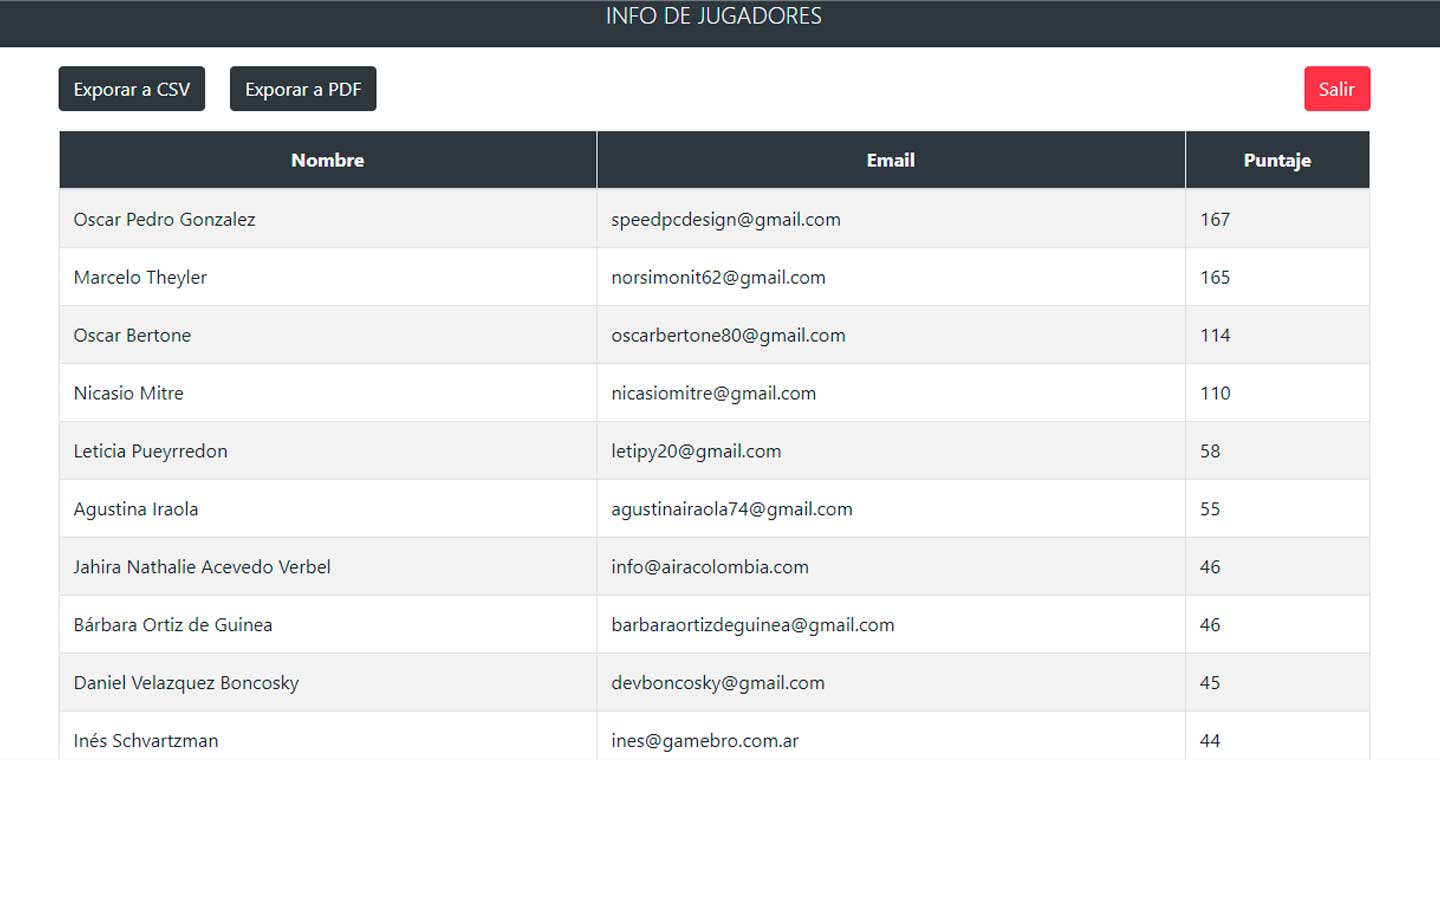 INFO DE JUGADORES
Exporar a CSV Exporar a PDF Salir
Nombre Email Puntaje
Oscar Pedro Gonzalez speedpcdesign@gmail.com 167
Marcelo Theyler norsimonit62@gmail.com 165
Oscar Bertone oscarbertone80@gmail.com 114
Nicasio Mitre nicasiomitre@gmail.com 110
Leticia Pueyrredon letipy20@gmail.com 58
Agustina Iraola agustinairaola74@gmail.com 55
Jahira Nathalie Acevedo Verbel info@airacolombia.com 46
Bárbara Ortiz de Guinea barbaraortizdeguinea@gmail.com 46
Daniel Velazquez Boncosky devboncosky@gmail.com 45
Inés Schvartzman ines@gamebro.com.ar 44